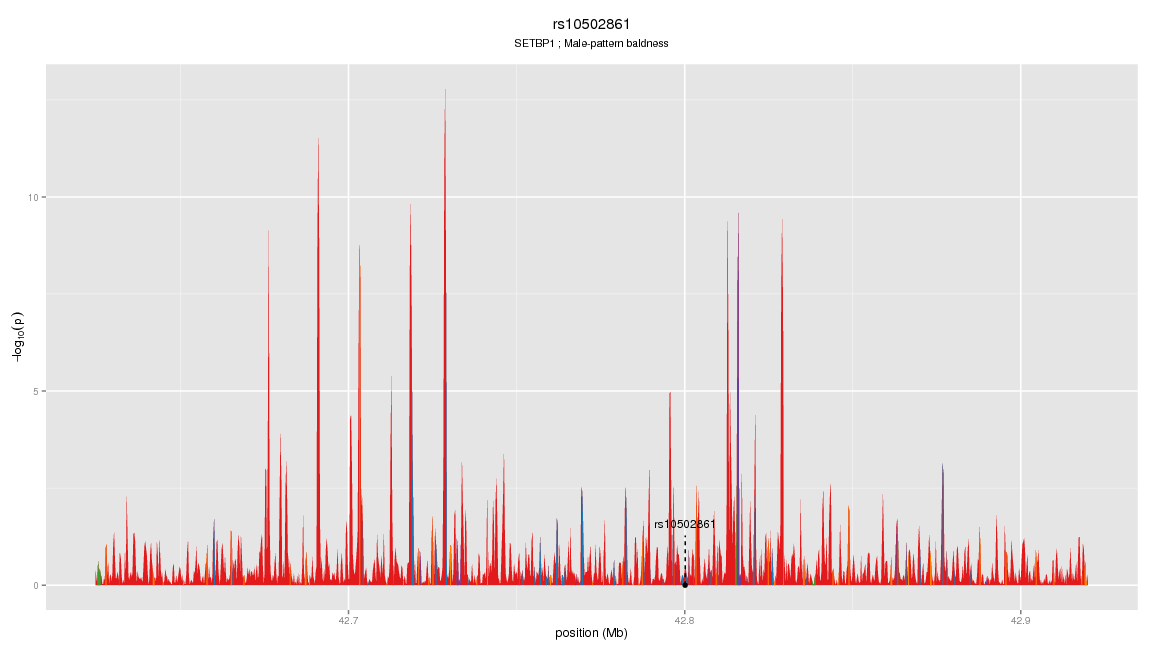 rs10502861
SETBP1 ; Male-pattern baldness
−log10(p)
10
5
0
rs10502861
42.7
42.8
42.9
position (Mb)